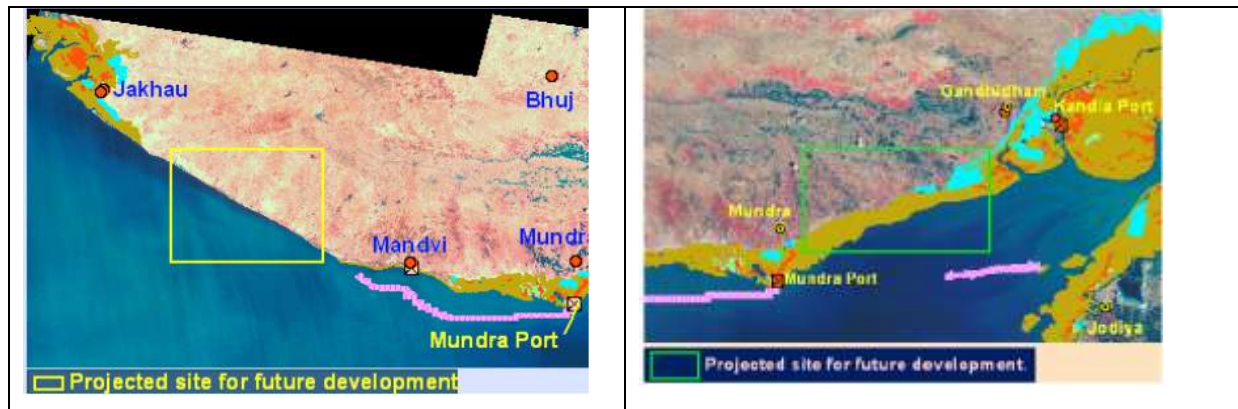 Jakhau
Bhuj
Mandvi
Mundra
Mundra Port
Projected site for future development
Gandhidham
Kandla Port
Mundra
Mundra Port
Jodiya
Projected site for future development.